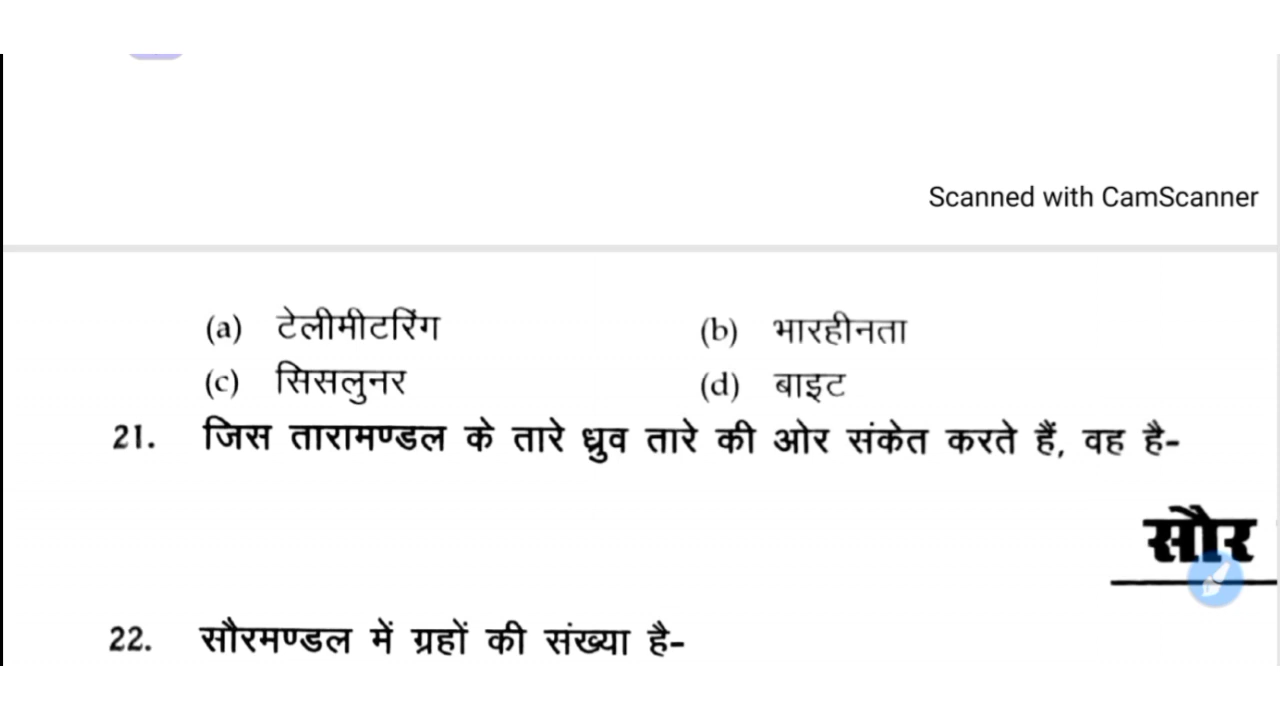 Scanned with CamScanner
(a) टेलीमीटरिंग (b) भारहीनता
(c) सिसलुनर (d) बाइट
21. जिस तारामण्डल के तारे ध्रुव तारे की ओर संकेत करते हैं, वह है-
सौर
22. सौरमण्डल में ग्रहों की संख्या है-